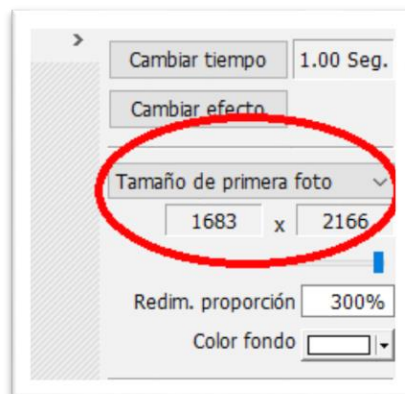 Cambiar tiempo 1.00 Seg.
Cambiar efecto
Tamaño de primera foto
1683 x 2166
Redim. proporción 300%
Color fondo